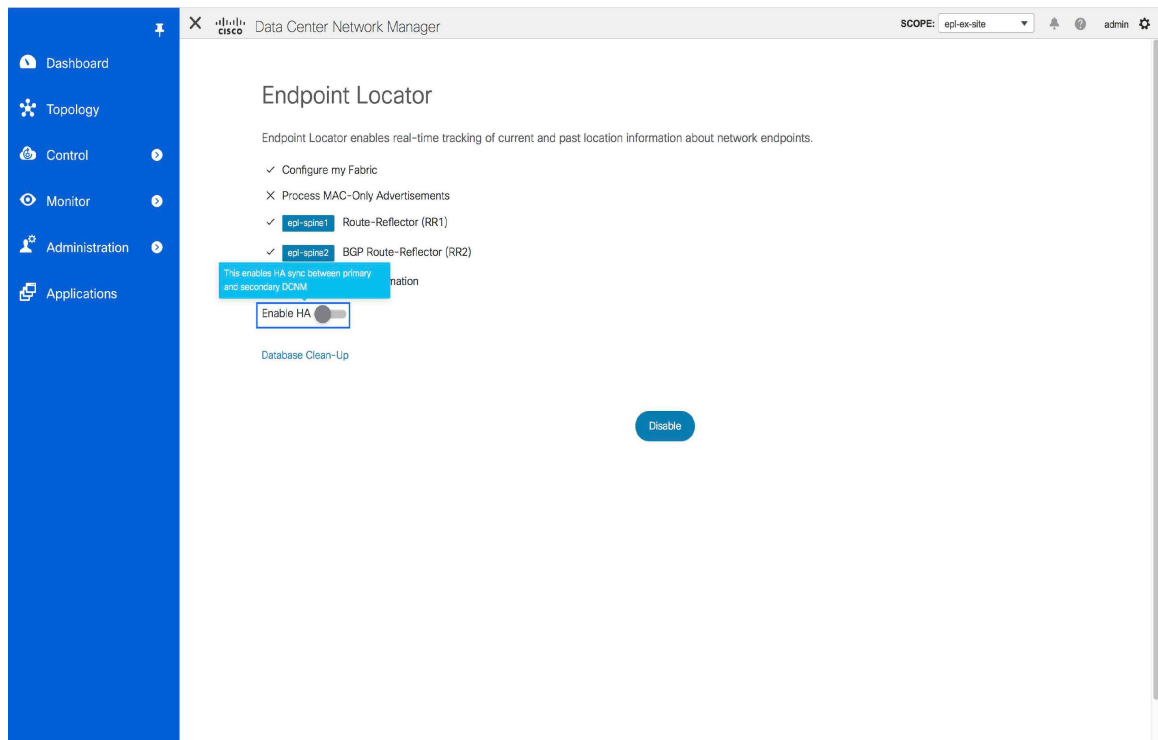 CISCO Data Center Network Manager
SCOPE: epl-ex-site
admin
Dashboard
Topology
Control
Monitor
Administration
Applications
Endpoint Locator
Endpoint Locator enables real-time tracking of current and past location information about network endpoints.
Configure my Fabric
Process MAC-Only Advertisements
epl-spine1 Route-Reflector (RR1)
epl-spine2 BGP Route-Reflector (RR2)
This enables HA sync between primary
and secondary DCNM
Enable HA
Database Clean-Up
Disable